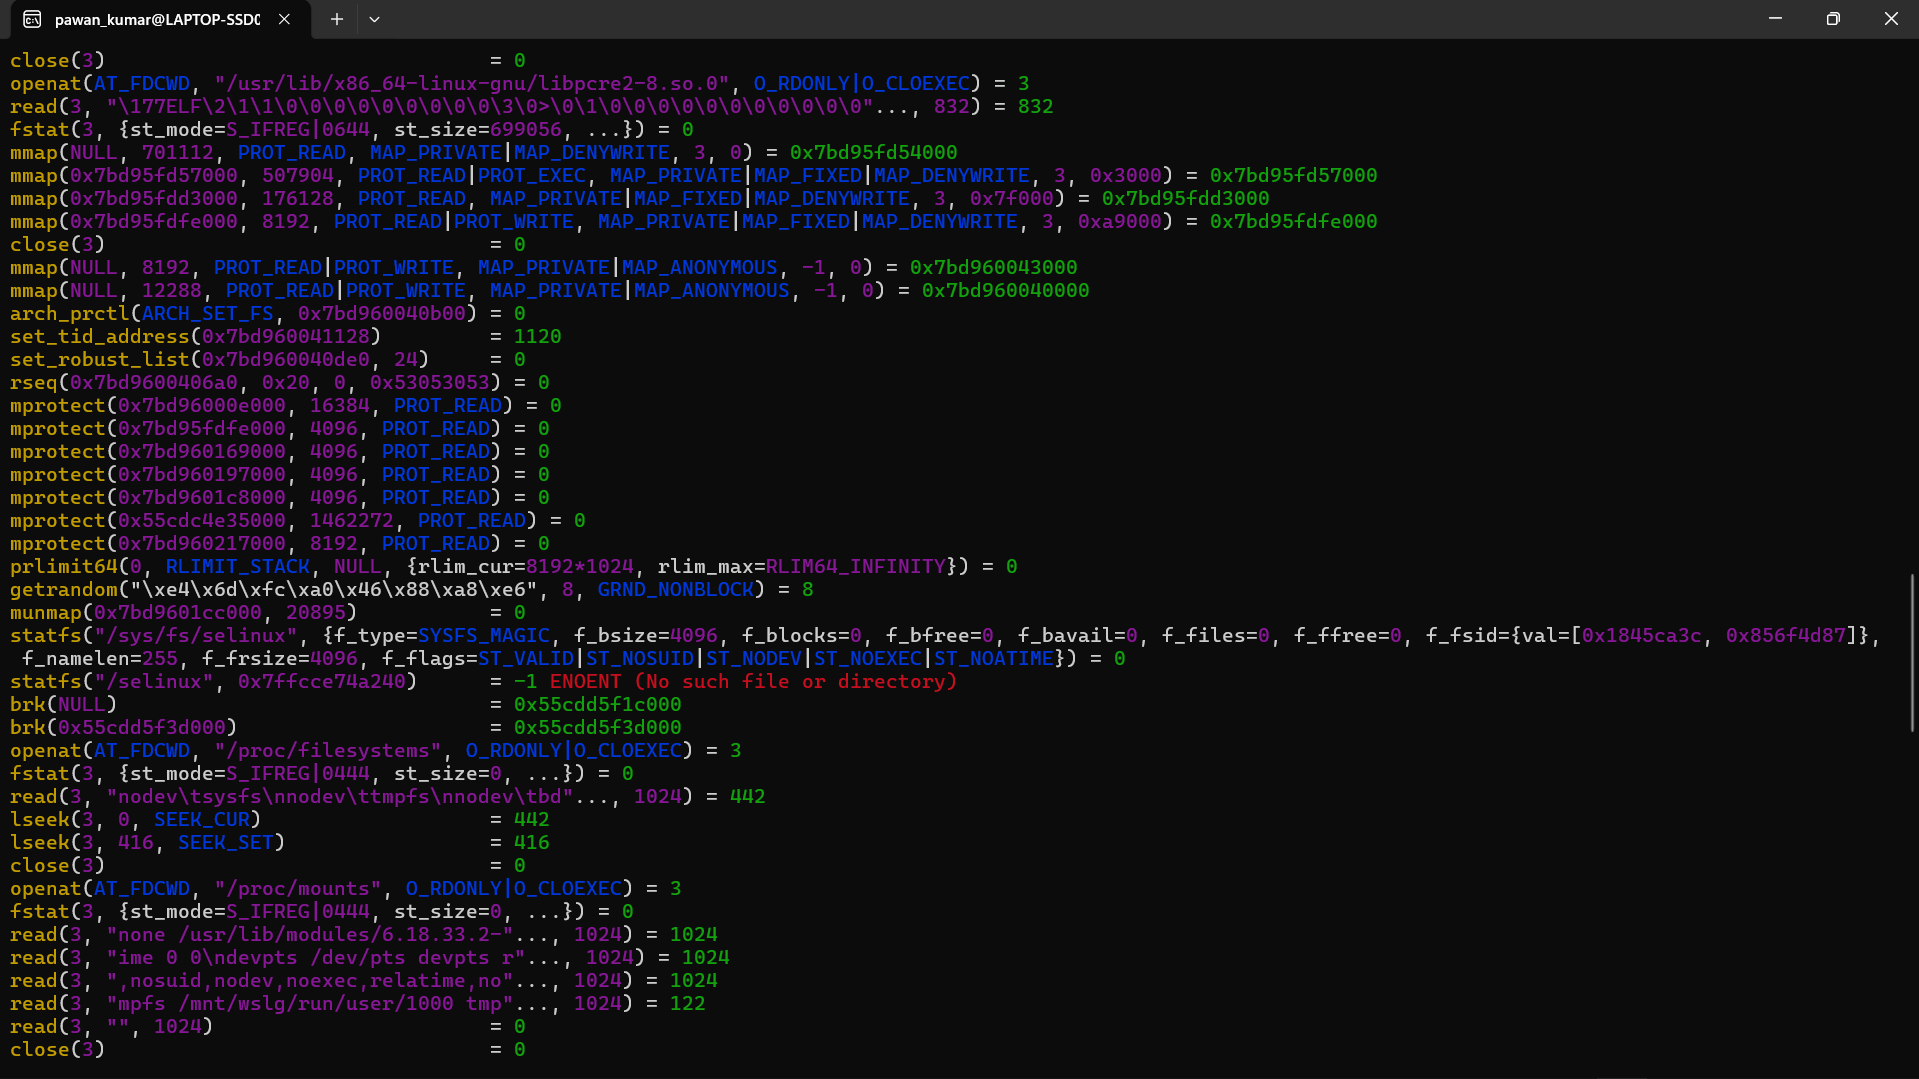 pawan_kumar@LAPTOP-SSD0
close(3)                                = 0
openat(AT_FDCWD, "/usr/lib/x86_64-linux-gnu/libpcre2-8.so.0", O_RDONLY|O_CLOEXEC) = 3
read(3, "\177ELF\2\1\1\0\0\0\0\0\0\0\0\0\3\0>\0\1\0\0\0\0\0\0\0\0\0\0\0"..., 832) = 832
fstat(3, {st_mode=S_IFREG|0644, st_size=699056, ...}) = 0
mmap(NULL, 701112, PROT_READ, MAP_PRIVATE|MAP_DENYWRITE, 3, 0) = 0x7bd95fd54000
mmap(0x7bd95fd57000, 507904, PROT_READ|PROT_EXEC, MAP_PRIVATE|MAP_FIXED|MAP_DENYWRITE, 3, 0x3000) = 0x7bd95fd57000
mmap(0x7bd95fdd3000, 176128, PROT_READ, MAP_PRIVATE|MAP_FIXED|MAP_DENYWRITE, 3, 0x7f000) = 0x7bd95fdd3000
mmap(0x7bd95fdfe000, 8192, PROT_READ|PROT_WRITE, MAP_PRIVATE|MAP_FIXED|MAP_DENYWRITE, 3, 0xa9000) = 0x7bd95fdfe000
close(3)                                = 0
mmap(NULL, 8192, PROT_READ|PROT_WRITE, MAP_PRIVATE|MAP_ANONYMOUS, -1, 0) = 0x7bd960043000
mmap(NULL, 12288, PROT_READ|PROT_WRITE, MAP_PRIVATE|MAP_ANONYMOUS, -1, 0) = 0x7bd960040000
arch_prctl(ARCH_SET_FS, 0x7bd960040b00) = 0
set_tid_address(0x7bd960041128)         = 1120
set_robust_list(0x7bd960040de0, 24)     = 0
rseq(0x7bd9600406a0, 0x20, 0, 0x53053053) = 0
mprotect(0x7bd96000e000, 16384, PROT_READ) = 0
mprotect(0x7bd95fdfe000, 4096, PROT_READ) = 0
mprotect(0x7bd960169000, 4096, PROT_READ) = 0
mprotect(0x7bd960197000, 4096, PROT_READ) = 0
mprotect(0x7bd9601c8000, 4096, PROT_READ) = 0
mprotect(0x55cdc4e35000, 1462272, PROT_READ) = 0
mprotect(0x7bd960217000, 8192, PROT_READ) = 0
prlimit64(0, RLIMIT_STACK, NULL, {rlim_cur=8192*1024, rlim_max=RLIM64_INFINITY}) = 0
getrandom("\xe4\x6d\xfc\xa0\x46\x88\xa8\xe6", 8, GRND_NONBLOCK) = 8
munmap(0x7bd9601cc000, 20895)           = 0
statfs("/sys/fs/selinux", {f_type=SYSFS_MAGIC, f_bsize=4096, f_blocks=0, f_bfree=0, f_bavail=0, f_files=0, f_ffree=0, f_fsid={val=[0x1845ca3c, 0x856f4d87]},
 f_namelen=255, f_frsize=4096, f_flags=ST_VALID|ST_NOSUID|ST_NODEV|ST_NOEXEC|ST_NOATIME}) = 0
statfs("/selinux", 0x7ffcce74a240)      = -1 ENOENT (No such file or directory)
brk(NULL)                               = 0x55cdd5f1c000
brk(0x55cdd5f3d000)                     = 0x55cdd5f3d000
openat(AT_FDCWD, "/proc/filesystems", O_RDONLY|O_CLOEXEC) = 3
fstat(3, {st_mode=S_IFREG|0444, st_size=0, ...}) = 0
read(3, "nodev\tsysfs\nnodev\ttmpfs\nnodev\tbd"..., 1024) = 442
lseek(3, 0, SEEK_CUR)                   = 442
lseek(3, 416, SEEK_SET)                 = 416
close(3)                                = 0
openat(AT_FDCWD, "/proc/mounts", O_RDONLY|O_CLOEXEC) = 3
fstat(3, {st_mode=S_IFREG|0444, st_size=0, ...}) = 0
read(3, "none /usr/lib/modules/6.18.33.2-"..., 1024) = 1024
read(3, "ime 0 0\ndevpts /dev/pts devpts r"..., 1024) = 1024
read(3, ",nosuid,nodev,noexec,relatime,no"..., 1024) = 1024
read(3, "mpfs /mnt/wslg/run/user/1000 tmp"..., 1024) = 122
read(3, "", 1024)                       = 0
close(3)                                = 0